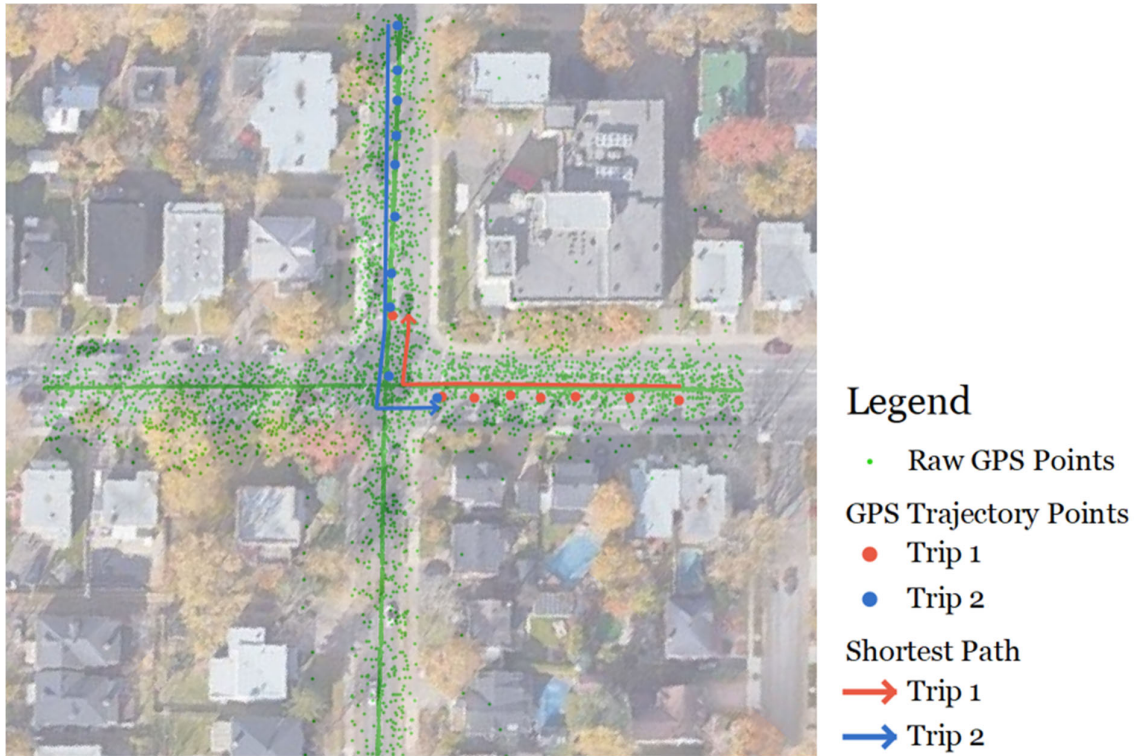 Legend
Raw GPS Points
GPS Trajectory Points
Trip 1
Trip 2
Shortest Path
Trip 1
Trip 2